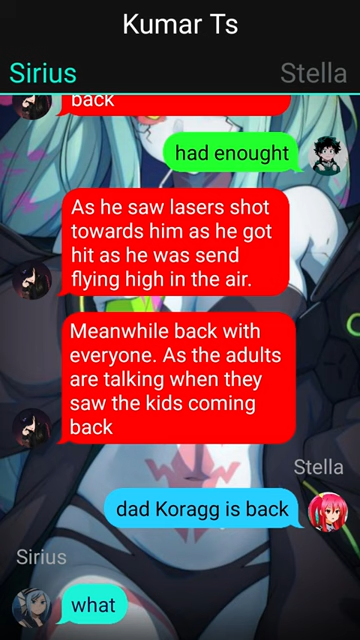 Kumar Ts
Sirius
Stella
back
had enought
As he saw lasers shot
towards him as he got
hit as he was send
flying high in the air.
Meanwhile back with
everyone. As the adults
are talking when they
saw the kids coming
back
Stella
dad Koragg is back
Sirius
what